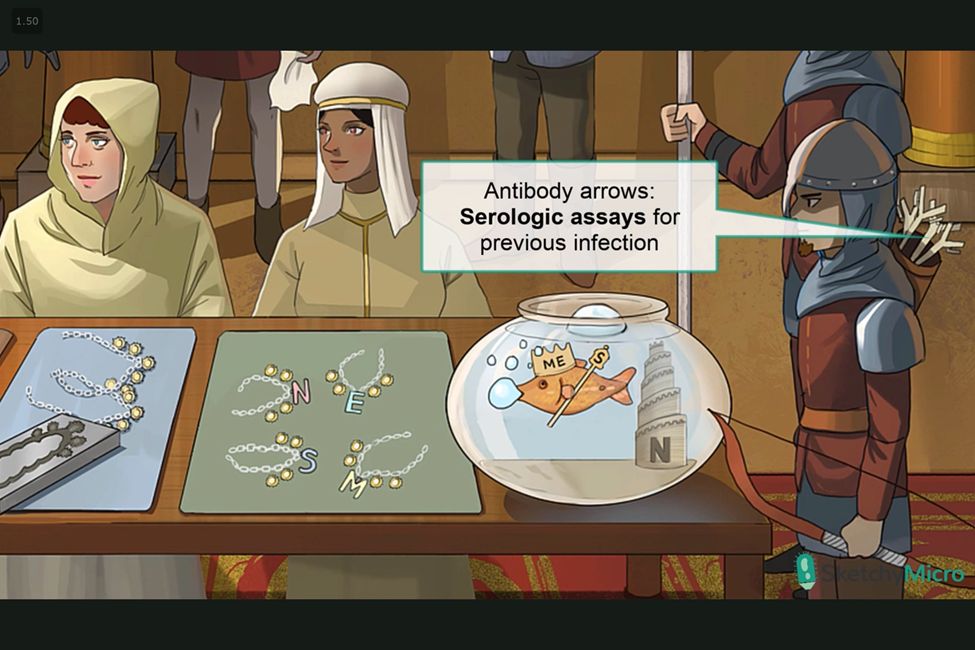 1.50
Antibody arrows:
Serologic assays for
previous infection
ME
S
N
E
S
M
N
SketchyMicro